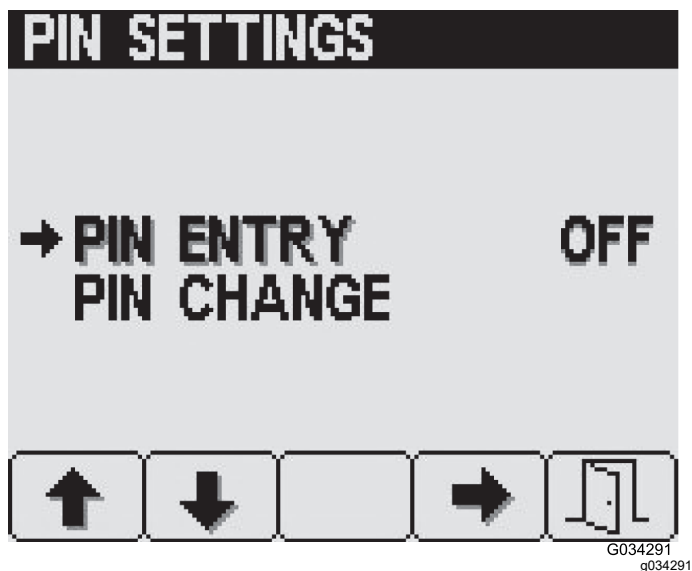 PIN SETTINGS
PIN ENTRY OFF
PIN CHANGE
G034291
g034291